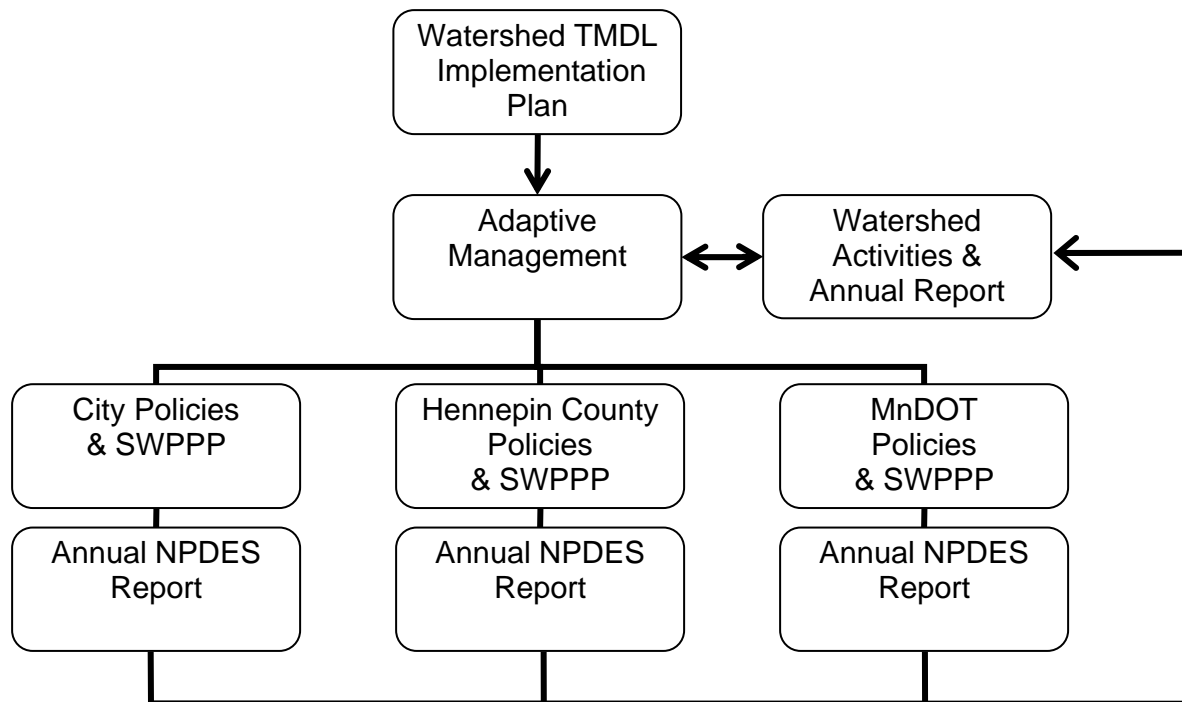 Watershed TMDL
Implementation
Plan
Adaptive
Management
Watershed
Activities &
Annual Report
City Policies
& SWPPP
Hennepin County
Policies
& SWPPP
MnDOT
Policies
& SWPPP
Annual NPDES
Report
Annual NPDES
Report
Annual NPDES
Report